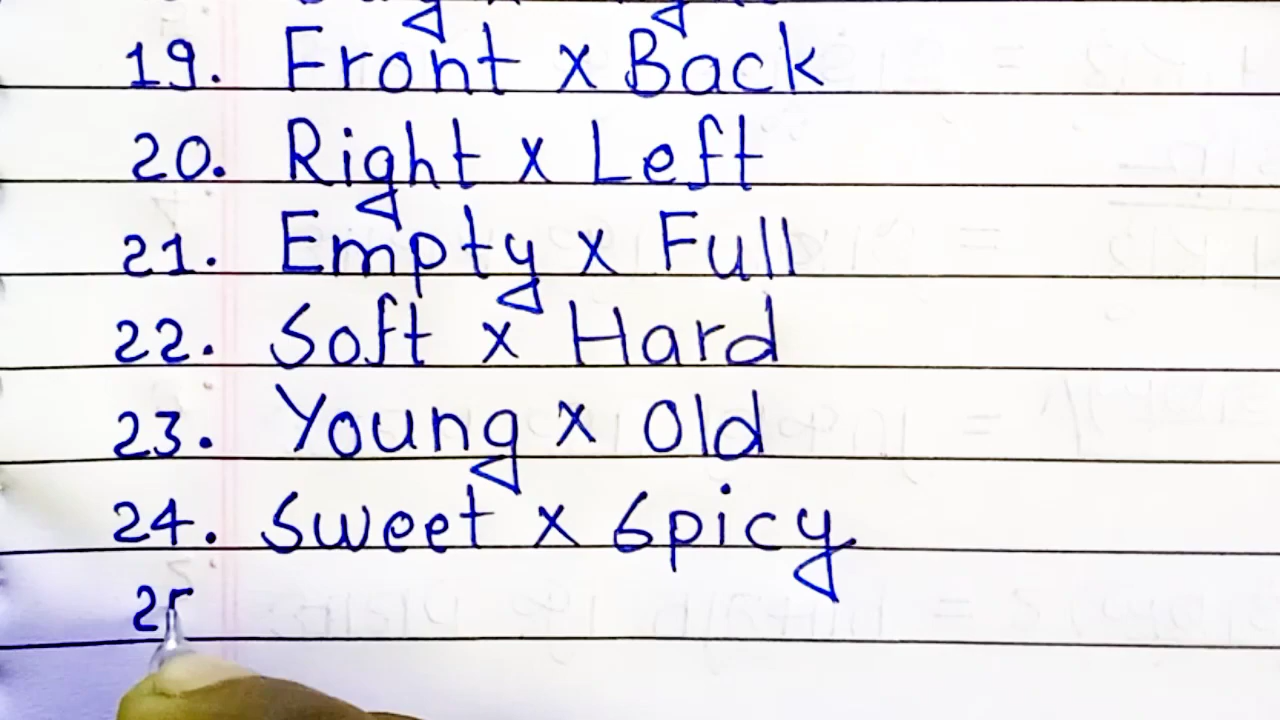 19. Front x Back
20. Right x Left
21. Empty x Full
22. Soft x Hard
23. Young x Old
24. Sweet x Spicy
25